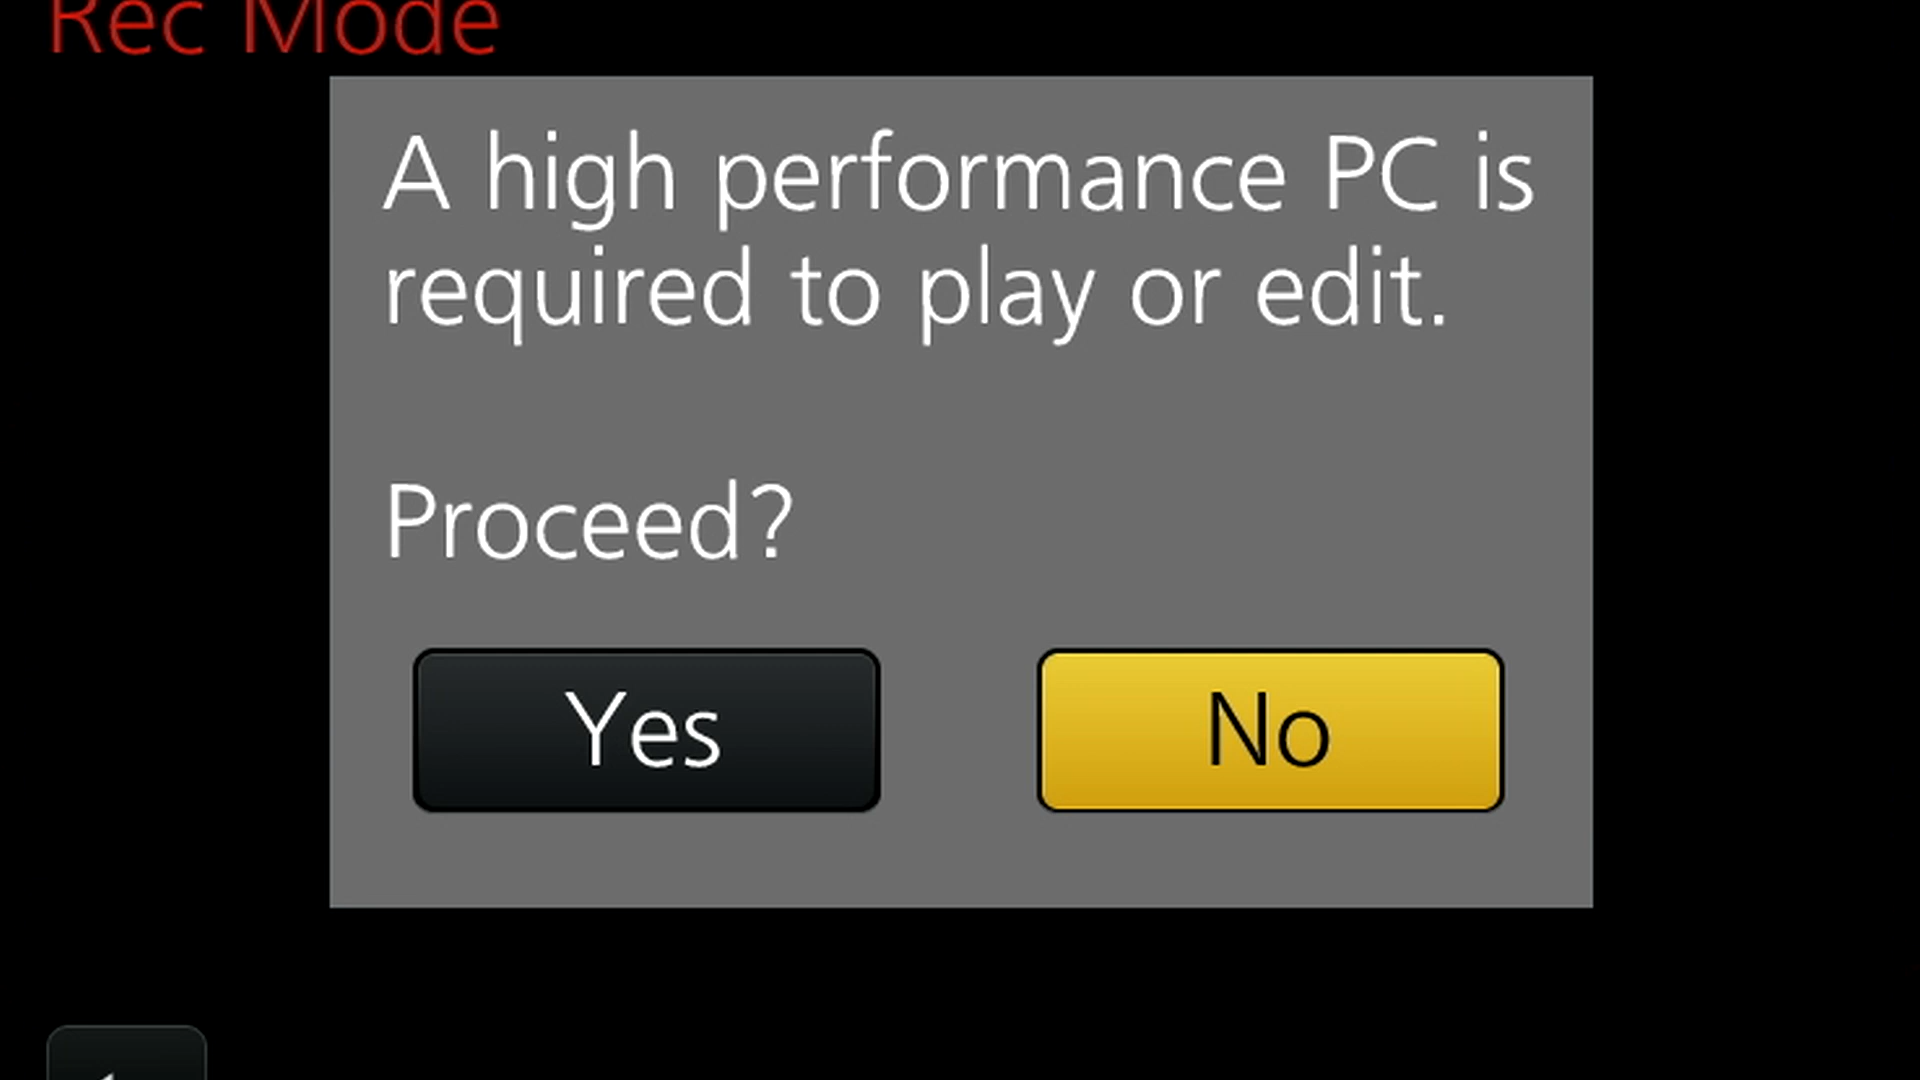 Rec Mode
A high performance PC is
required to play or edit.
Proceed?
Yes
No